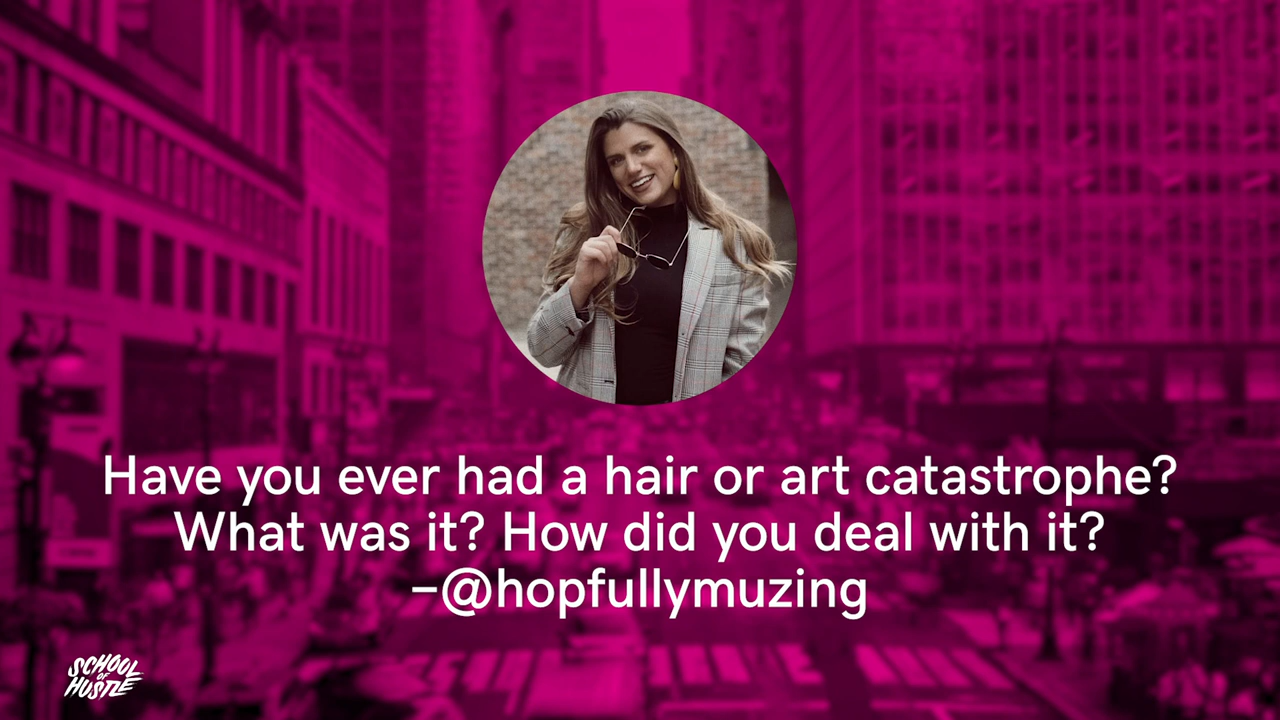 Have you ever had a hair or art catastrophe?
What was it? How did you deal with it?
–@hopfullymuzing
SCHOOL
OF
HUSTLE